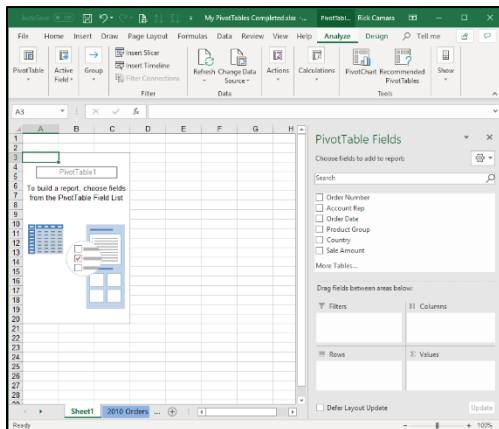 AutoSave
My PivotTables Completed.xlsx -
PivotTabl...
Rick Camara
File Home Insert Draw Page Layout Formulas Data Review View Help Analyze Design Tell me
PivotTable
Active Field
Group
Insert Slicer
Insert Timeline
Filter Connections
Filter
Refresh
Change Data Source
Data
Actions
Calculations
PivotChart
Recommended PivotTables
Tools
Show
A3
fx
A B C D E F G H
1
2
3
4
5
6
7
8
9
10
11
12
13
14
15
16
17
18
19
20
21
22
23
24
25
26
27
28
PivotTable1
To build a report, choose fields
from the PivotTable Field List
PivotTable Fields
Choose fields to add to report:
Search
Order Number
Account Rep
Order Date
Product Group
Country
Sale Amount
More Tables...
Drag fields between areas below:
Filters
Columns
Rows
Σ Values
Defer Layout Update
Update
Sheet1
2010 Orders ...
Ready
- + 100%